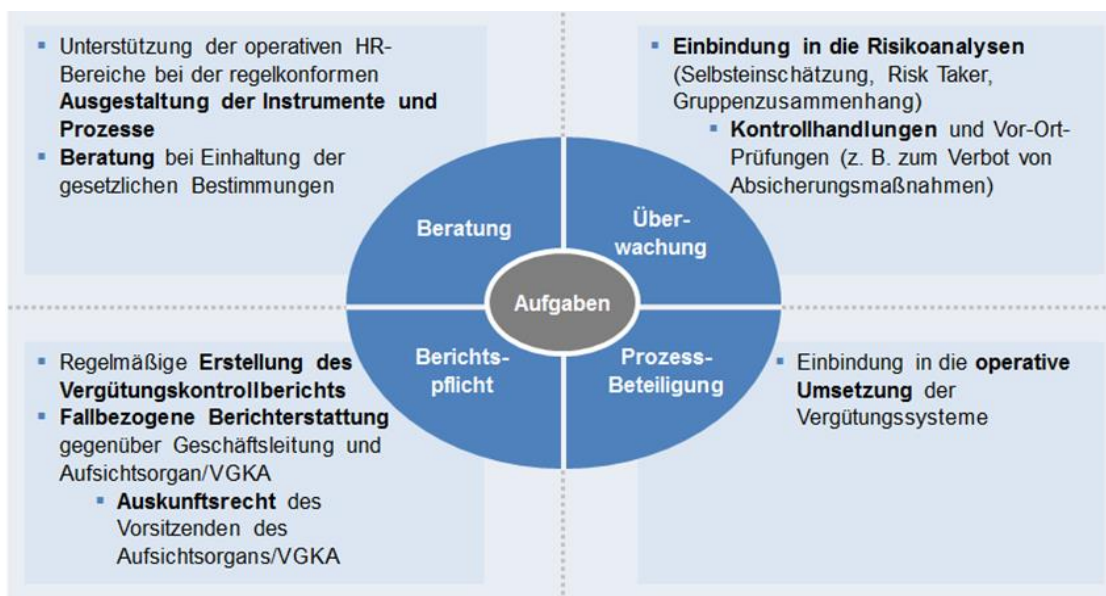 ▪ Unterstützung der operativen HR-
Bereiche bei der regelkonformen
Ausgestaltung der Instrumente und
Prozesse
▪ Beratung bei Einhaltung der
gesetzlichen Bestimmungen
▪ Einbindung in die Risikoanalysen
(Selbsteinschätzung, Risk Taker,
Gruppenzusammenhang)
▪ Kontrollhandlungen und Vor-Ort-
Prüfungen (z. B. zum Verbot von
Absicherungsmaßnahmen)
Beratung
Über-
wachung
Aufgaben
Berichts-
pflicht
Prozess-
Beteiligung
▪ Regelmäßige Erstellung des
Vergütungskontrollberichts
▪ Fallbezogene Berichterstattung
gegenüber Geschäftsleitung und
Aufsichtsorgan/VGKA
▪ Auskunftsrecht des
Vorsitzenden des
Aufsichtsorgans/VGKA
▪ Einbindung in die operative
Umsetzung der
Vergütungssysteme